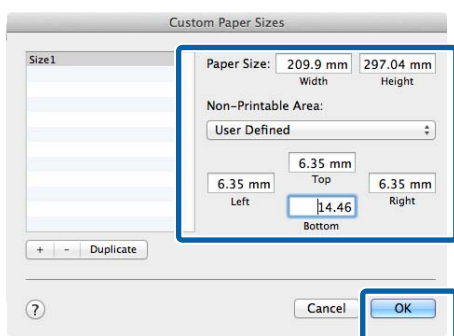 Custom Paper Sizes
Size1
Paper Size: 209.9 mm 297.04 mm
Width Height
Non-Printable Area:
User Defined
6.35 mm
Top
6.35 mm 6.35 mm
Left Right
14.46
Bottom
+ - Duplicate
? Cancel OK